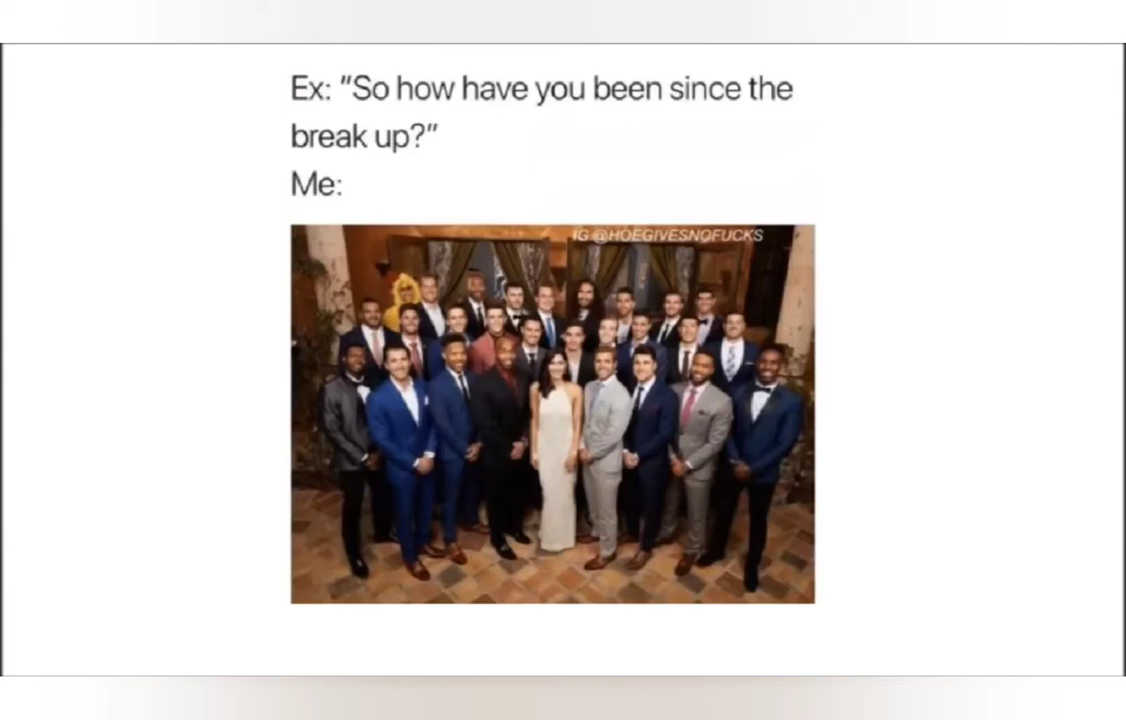 Ex: "So how have you been since the
break up?"
Me:
IG @HOEGIVESNOFUCKS